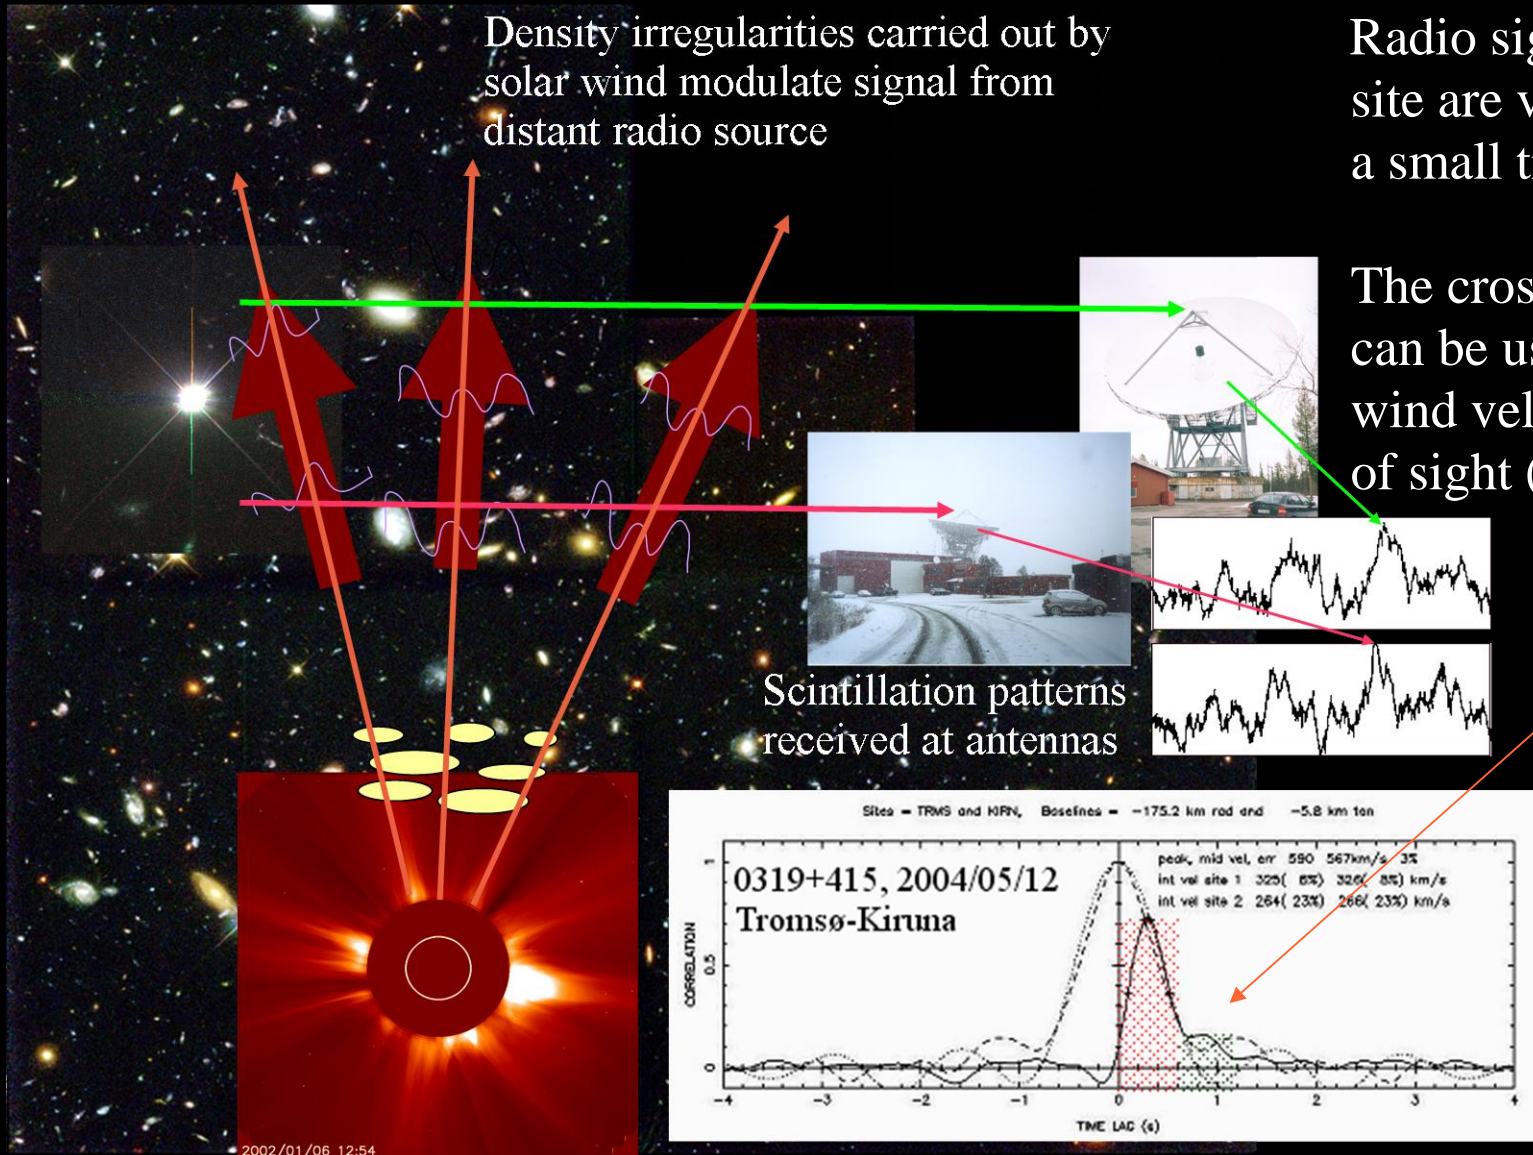 Density irregularities carried out by
solar wind modulate signal from
distant radio source
Radio sig
site are v
a small t
The cros
can be us
wind vel
of sight (
Scintillation patterns
received at antennas
Sites = TRMS and KIRN, Baselines = -175.2 km rad and -5.8 km tan
peak, mid vel, err 590 567km/s 3%
int vel site 1 325( 6%) 326( 8%) km/s
int vel site 2 264( 23%) 266( 23%) km/s
0319+415, 2004/05/12
Tromsø-Kiruna
CORRELATION
1
0.5
0
-4 -3 -2 -1 0 1 2 3 4
TIME LAG (s)
2002/01/06 12:54